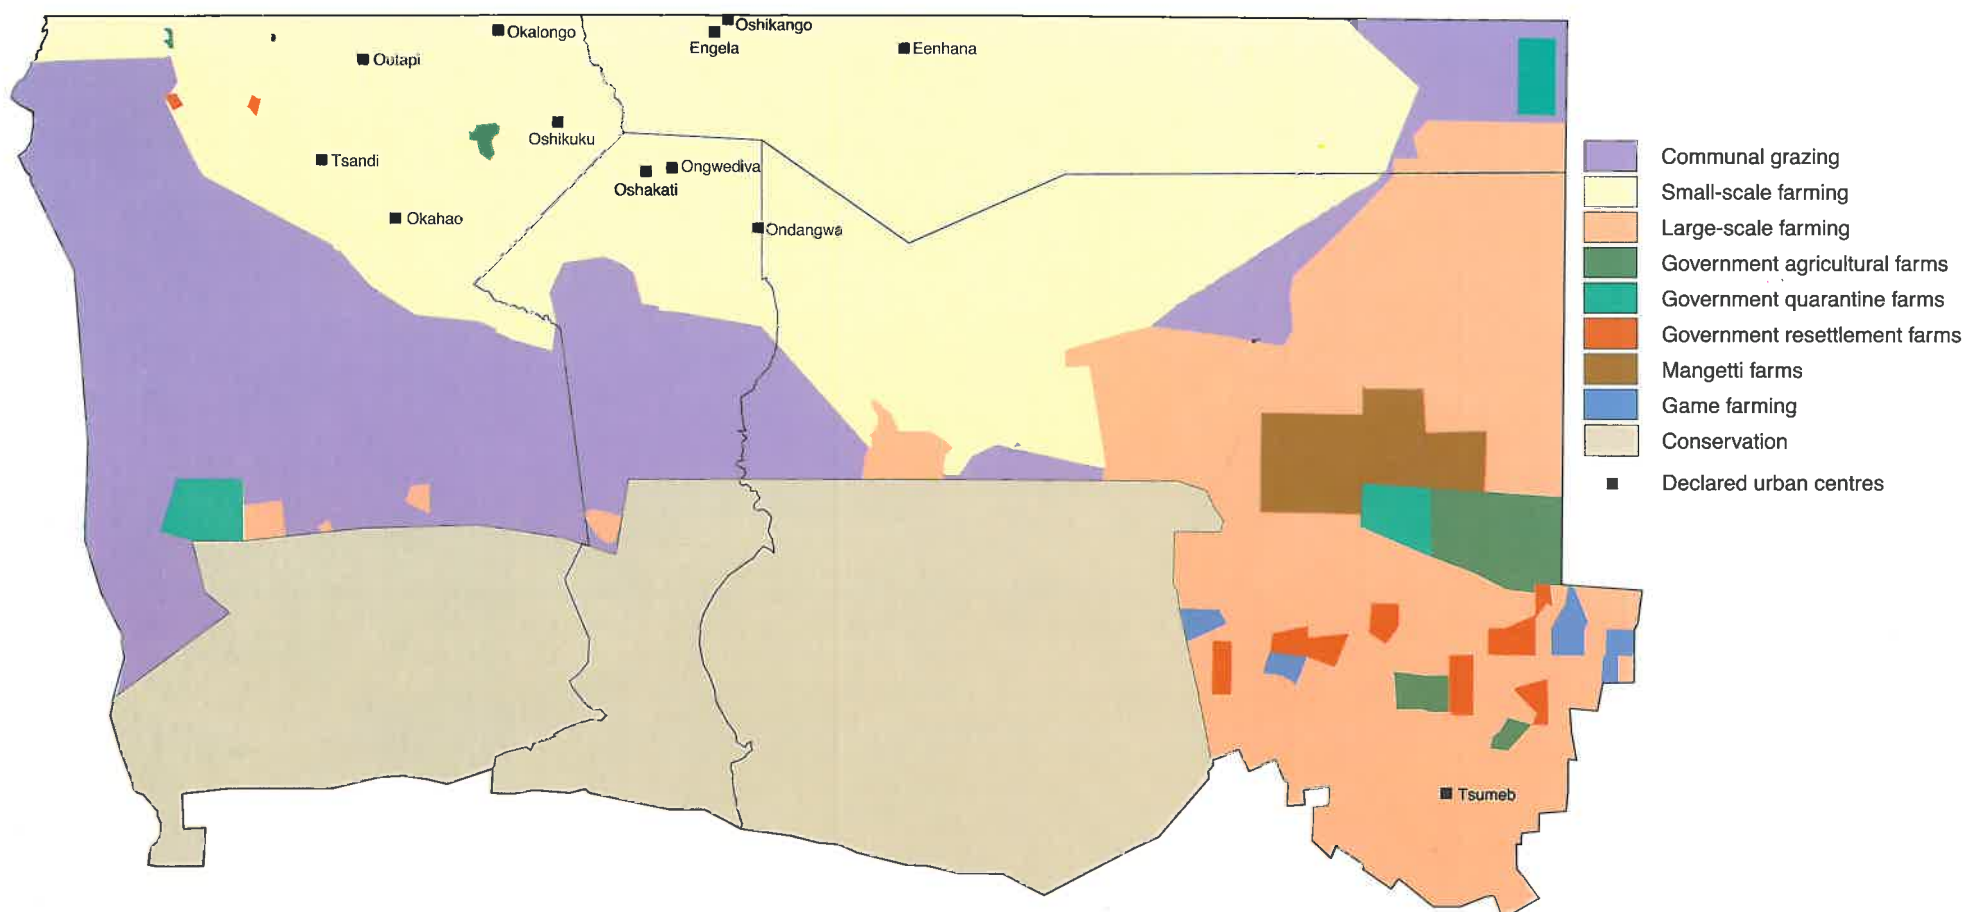 Oshikango
Okalongo
Engela
Eenhana
Outapi
Oshikuku
Tsandi
Ongwediva
Oshakati
Okahao
Ondangwa
Tsumeb
Communal grazing
Small-scale farming
Large-scale farming
Government agricultural farms
Government quarantine farms
Government resettlement farms
Mangetti farms
Game farming
Conservation
Declared urban centres